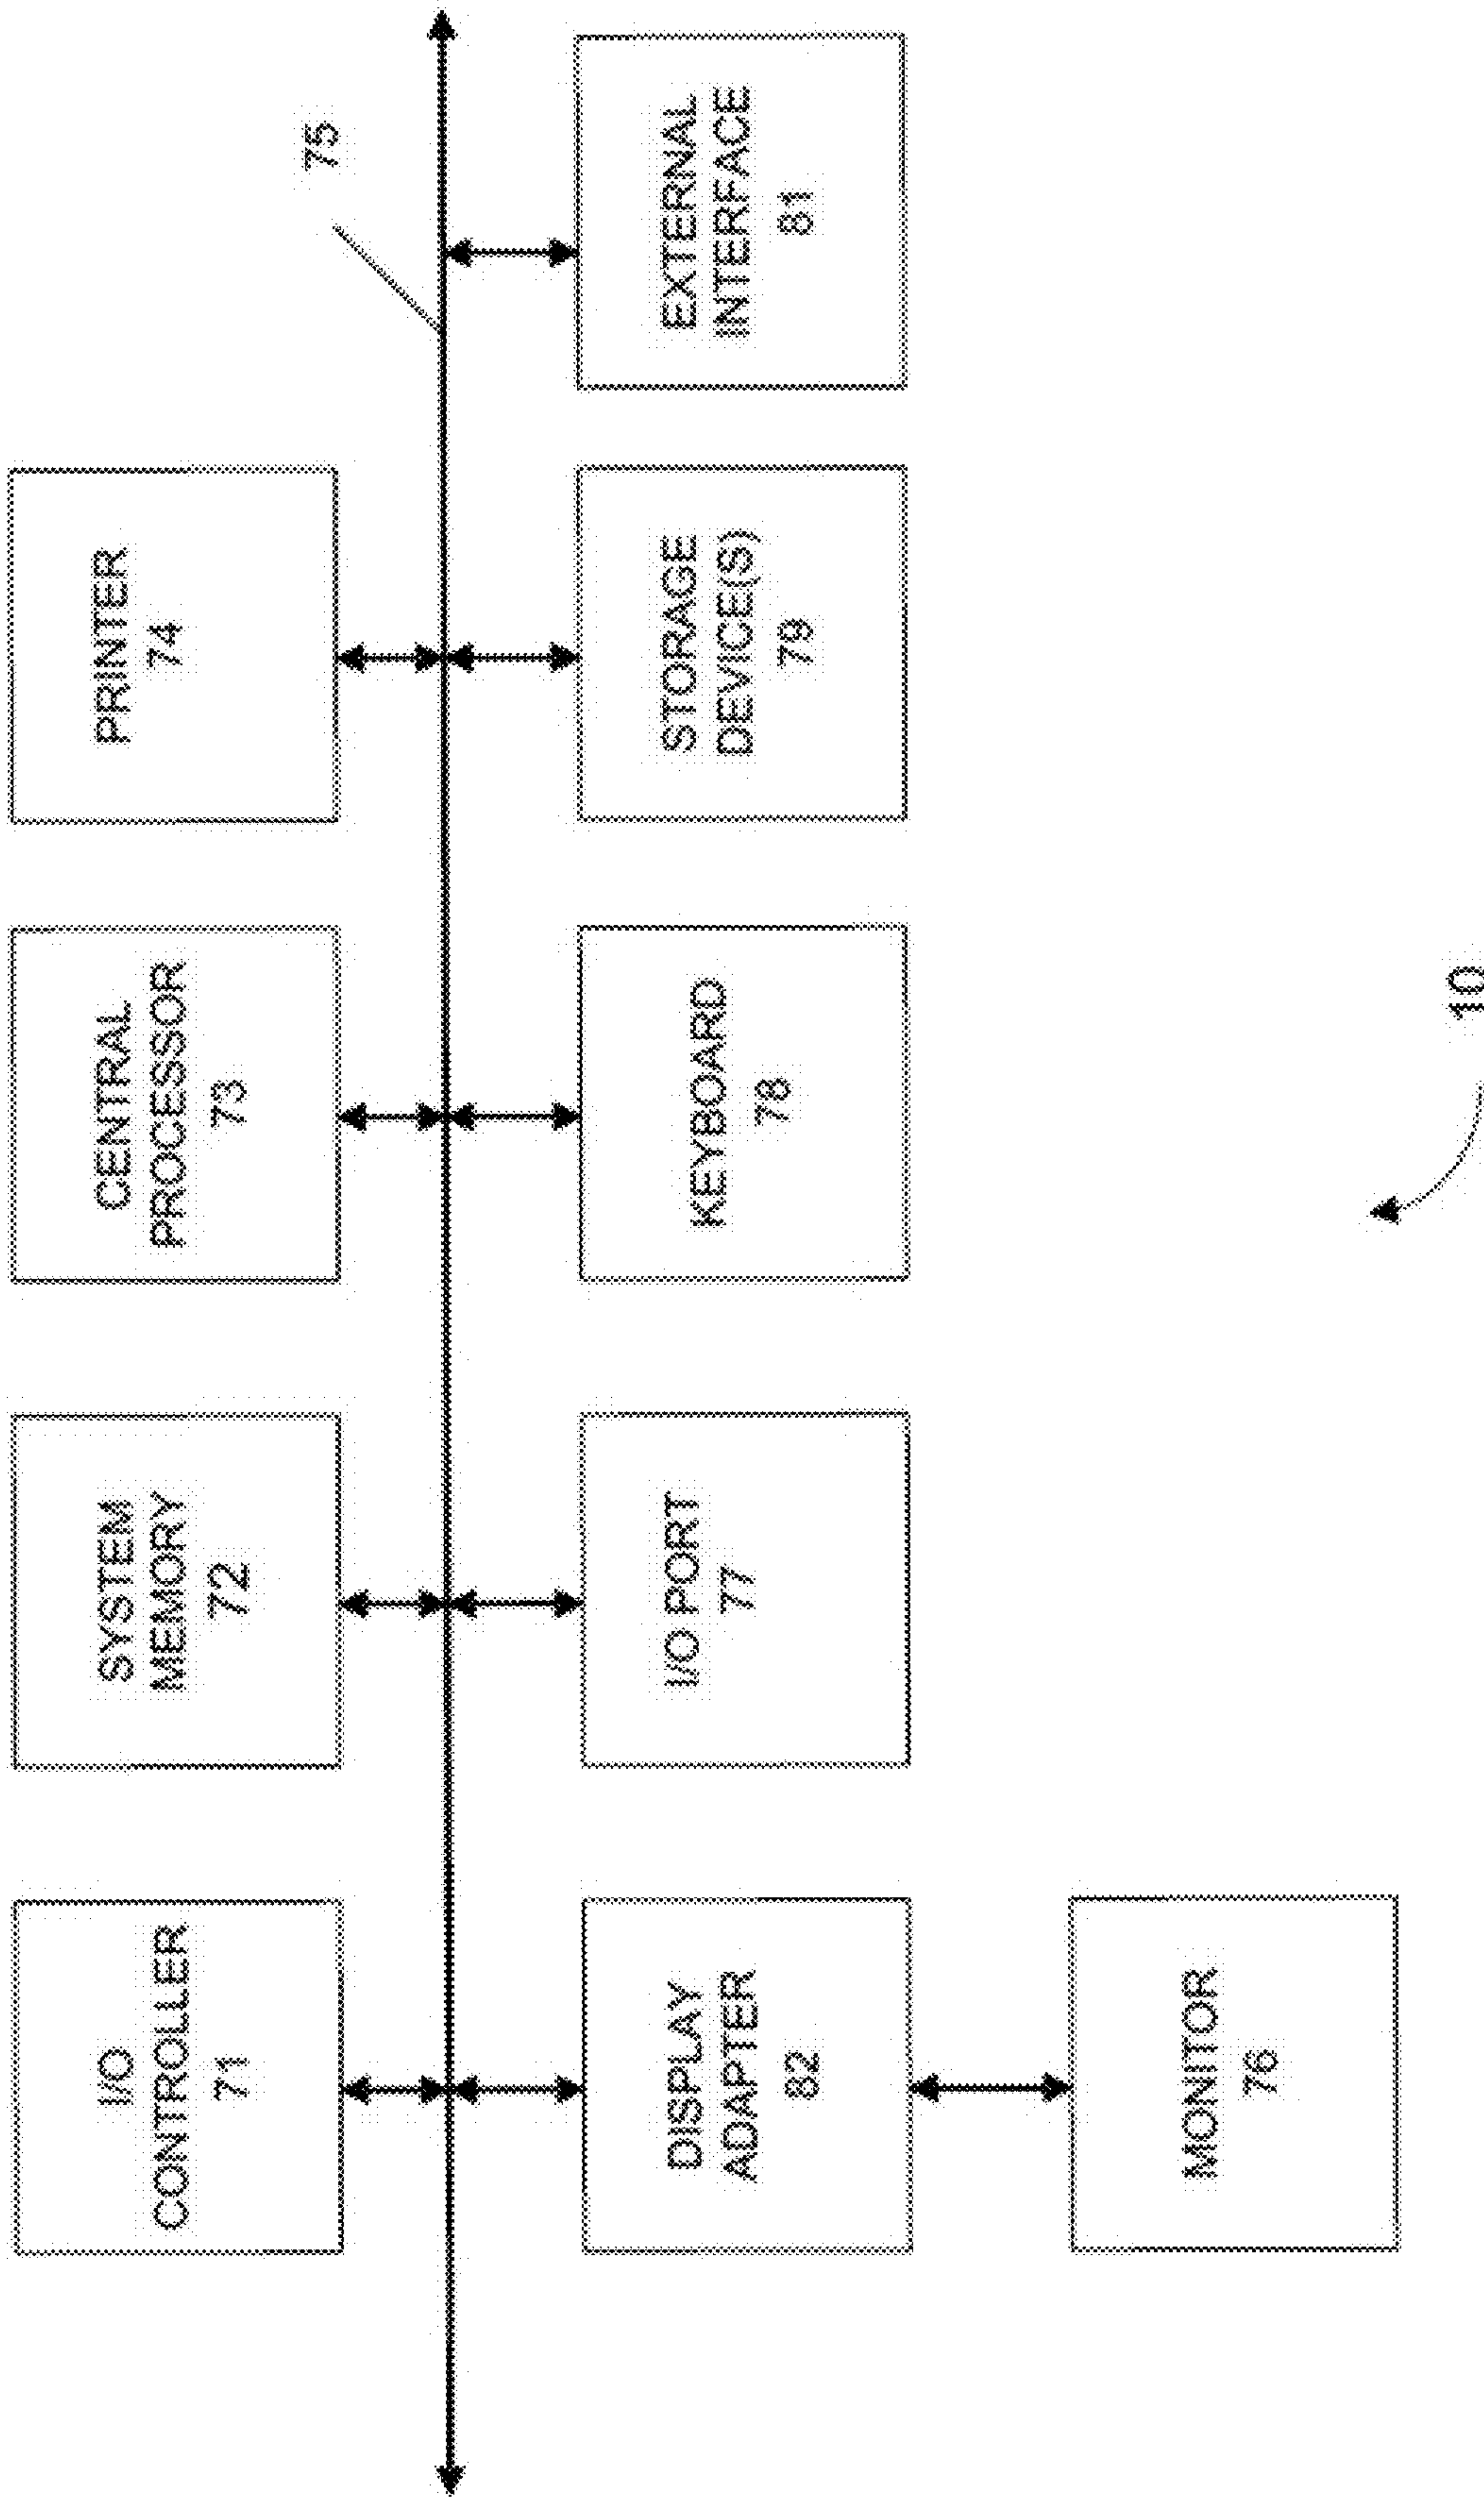 I/O
CONTROLLER
71
SYSTEM
MEMORY
72
CENTRAL
PROCESSOR
73
PRINTER
74
75
DISPLAY
ADAPTER
82
I/O PORT
77
KEYBOARD
78
STORAGE
DEVICE(S)
79
EXTERNAL
INTERFACE
81
MONITOR
76
10